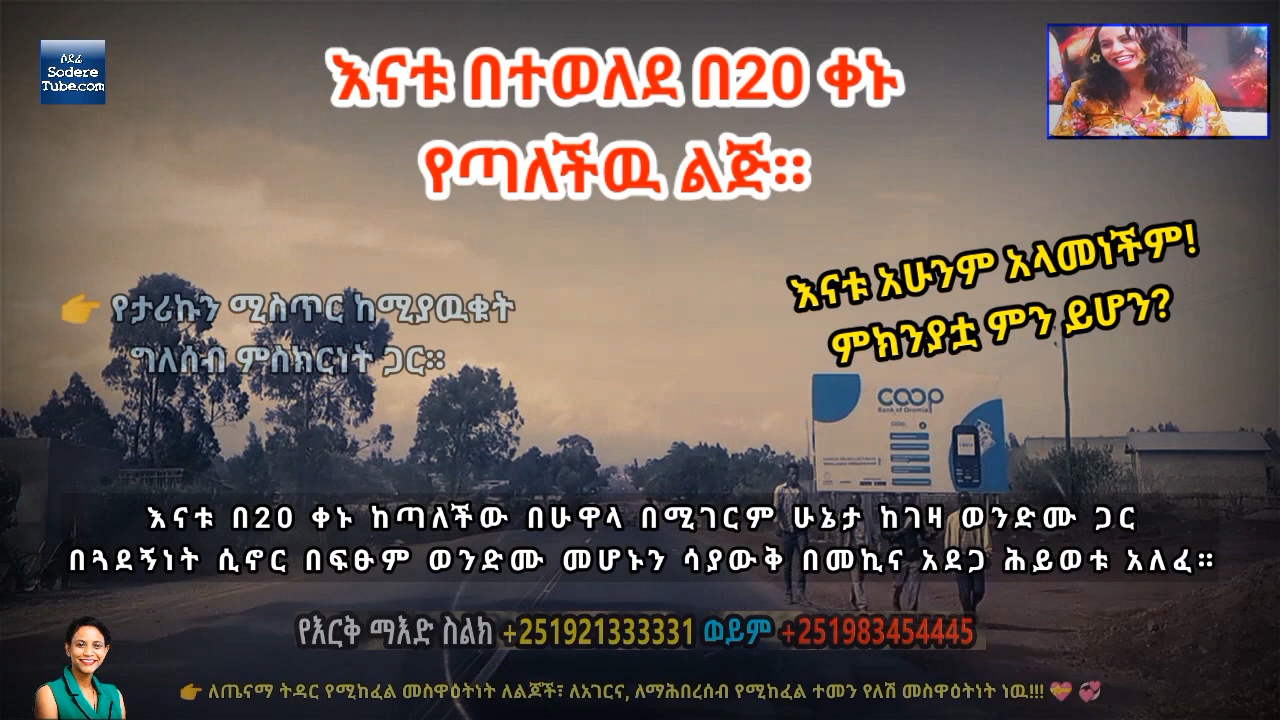 ሶደሬ
Sodere
Tube.com
እናቱ በተወለደ በ20 ቀኑ
የጣለችዉ ልጅ።
እናቱ አሁንም አላመነችም!
ምክንያቷ ምን ይሆን?
👉 የታሪኩን ሚስጥር ከሚያዉቁት
ግለሰብ ምስክርነት ጋር።
coop
Bank of Oromia
እናቱ በ20 ቀኑ ከጣለችው በሁዋላ በሚገርም ሁኔታ ከገዛ ወንድሙ ጋር
በጓደኝነት ሲኖር በፍፁም ወንድሙ መሆኑን ሳያውቅ በመኪና አደጋ ሕይወቱ አለፈ።
የእርቅ ማእድ ስልክ +251921333331 ወይም +251983454445
👉 ለጤናማ ትዳር የሚከፈል መስዋዕትነት ለልጆች፣ ለአገርና, ለማሕበረሰብ የሚከፈል ተመን የለሽ መስዋዕትነት ነዉ!!! 💝 💞